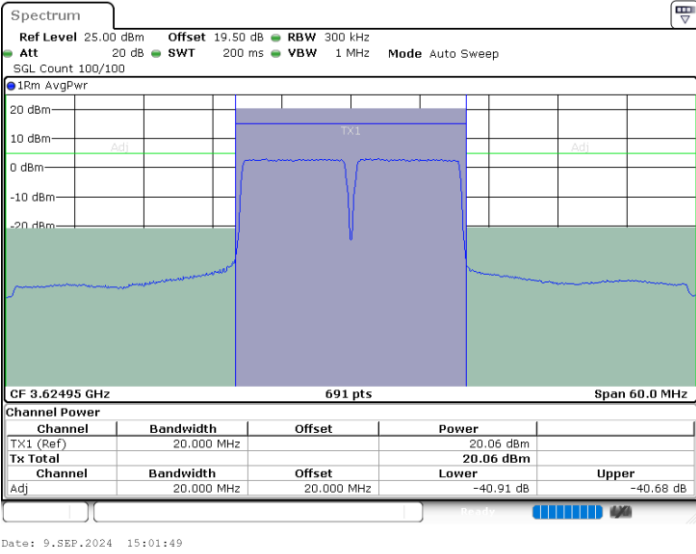 Spectrum
Ref Level 25.00 dBm Offset 19.50 dB RBW 300 kHz
Att 20 dB SWT 200 ms VBW 1 MHz Mode Auto Sweep
SGL Count 100/100
1Rm AvgPwr
20 dBm
TX1
10 dBm
Adj Adj
0 dBm
-10 dBm
-20 dBm
CF 3.62495 GHz 691 pts Span 60.0 MHz
Channel Power
Channel Bandwidth Offset Power
TX1 (Ref) 20.000 MHz 20.06 dBm
Tx Total 20.06 dBm
Channel Bandwidth Offset Lower Upper
Adj 20.000 MHz 20.000 MHz -40.91 dB -40.68 dB
Ready
Date: 9.SEP.2024 15:01:49